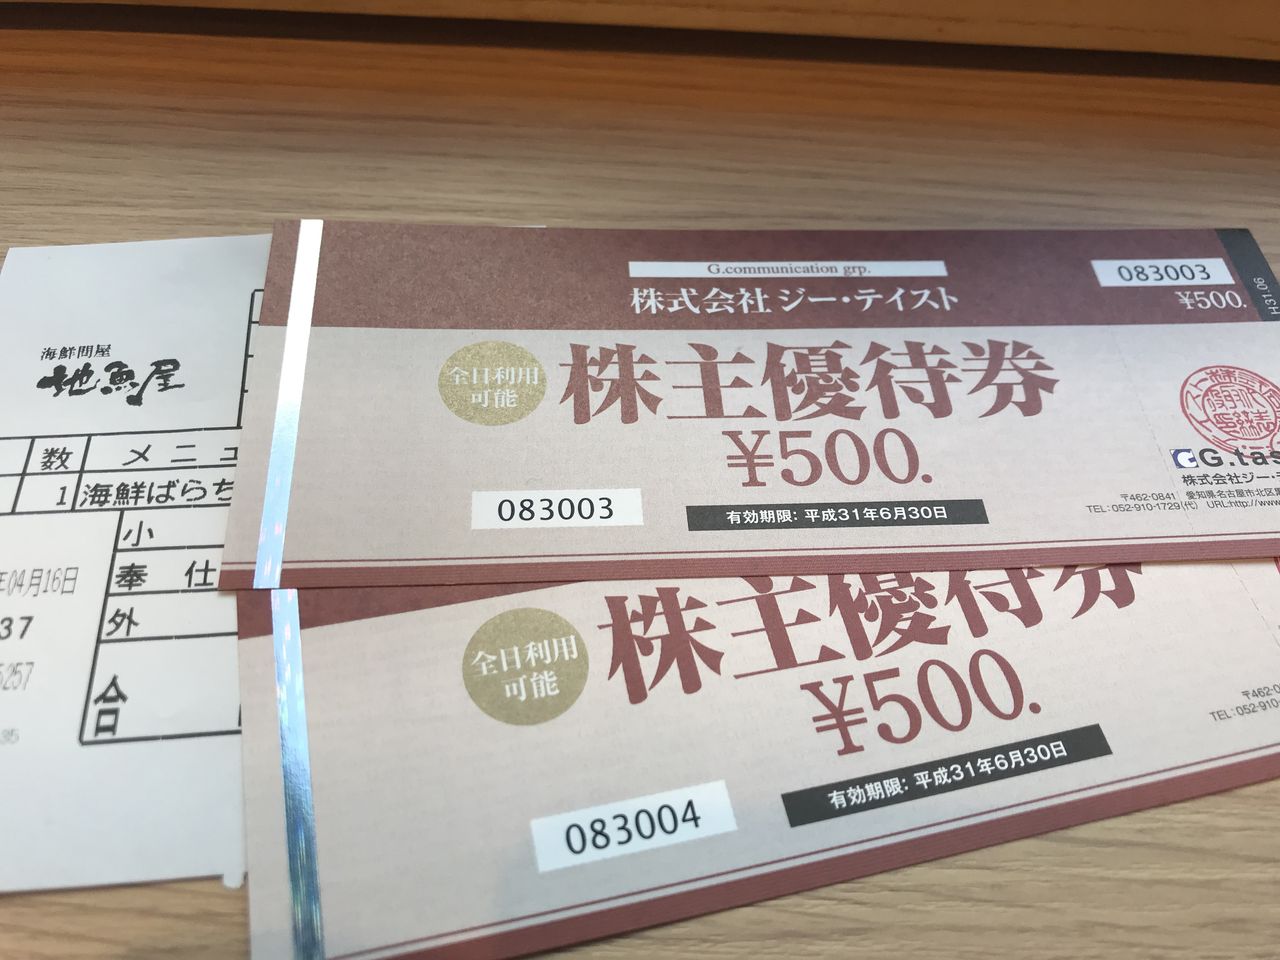 G.communication grp.
株式会社 ジー・テイスト
083003
¥500.
H31.06
全日利用
可能
株主優待券
¥500.
083003
有効期限: 平成31年6月30日
G.tas
株式会社ジー・テ
〒462-0841 愛知県名古屋市北区
TEL:052-910-1729(代) URL:http://www
全日利用
可能
株主優待券
¥500.
083004
有効期限: 平成31年6月30日
〒462-0
TEL:052-910-
海鮮問屋
地魚屋
数 メニュ
1 海鮮ばらち
小
奉 仕
外
合
年04月16日
37
5257